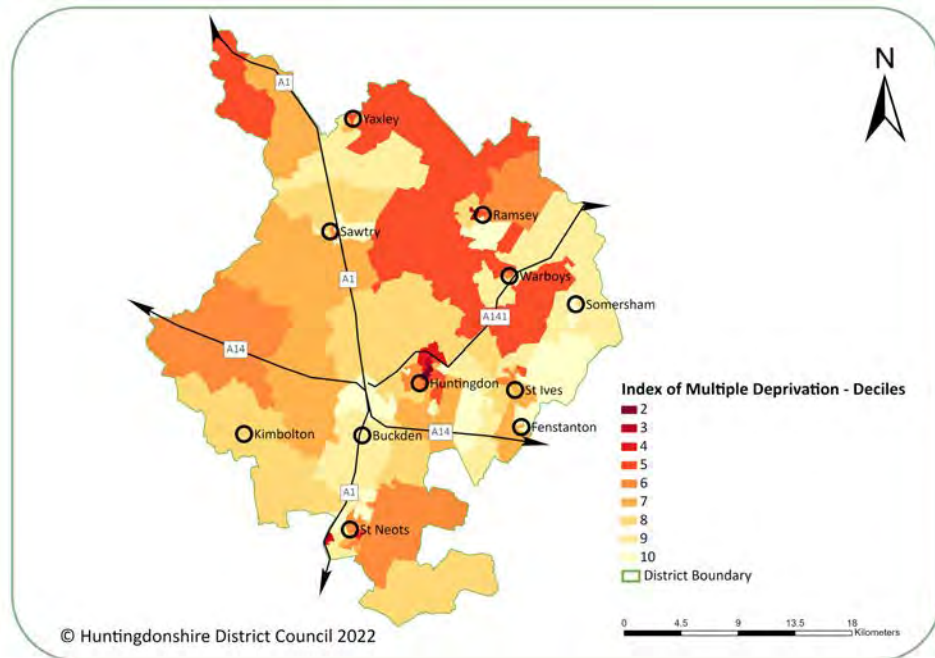 N
A1
Yaxley
Ramsey
Sawtry
Warboys
A1
Somersham
A141
A14
Huntingdon
St Ives
Index of Multiple Deprivation - Deciles
2
3
4
5
6
7
8
9
10
District Boundary
Fenstanton
Kimbolton
Buckden
A14
A1
St Neots
© Huntingdonshire District Council 2022
0 4.5 9 13.5 18
Kilometers